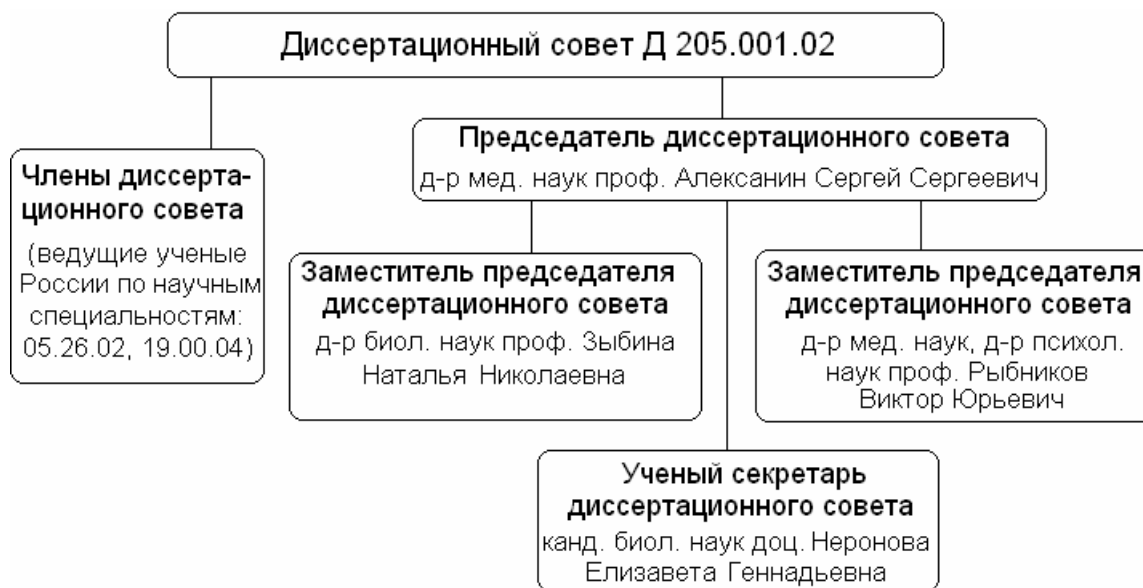 Диссертационный совет Д 205.001.02
Председатель диссертационного совета
д-р мед. наук проф. Алексанин Сергей Сергеевич
Члены диссерта-
ционного совета
(ведущие ученые
России по научным
специальностям:
05.26.02, 19.00.04)
Заместитель председателя
диссертационного совета
д-р биол. наук проф. Зыбина
Наталья Николаевна
Заместитель председателя
диссертационного совета
д-р мед. наук, д-р психол.
наук проф. Рыбников
Виктор Юрьевич
Ученый секретарь
диссертационного совета
канд. биол. наук доц. Неронова
Елизавета Геннадьевна